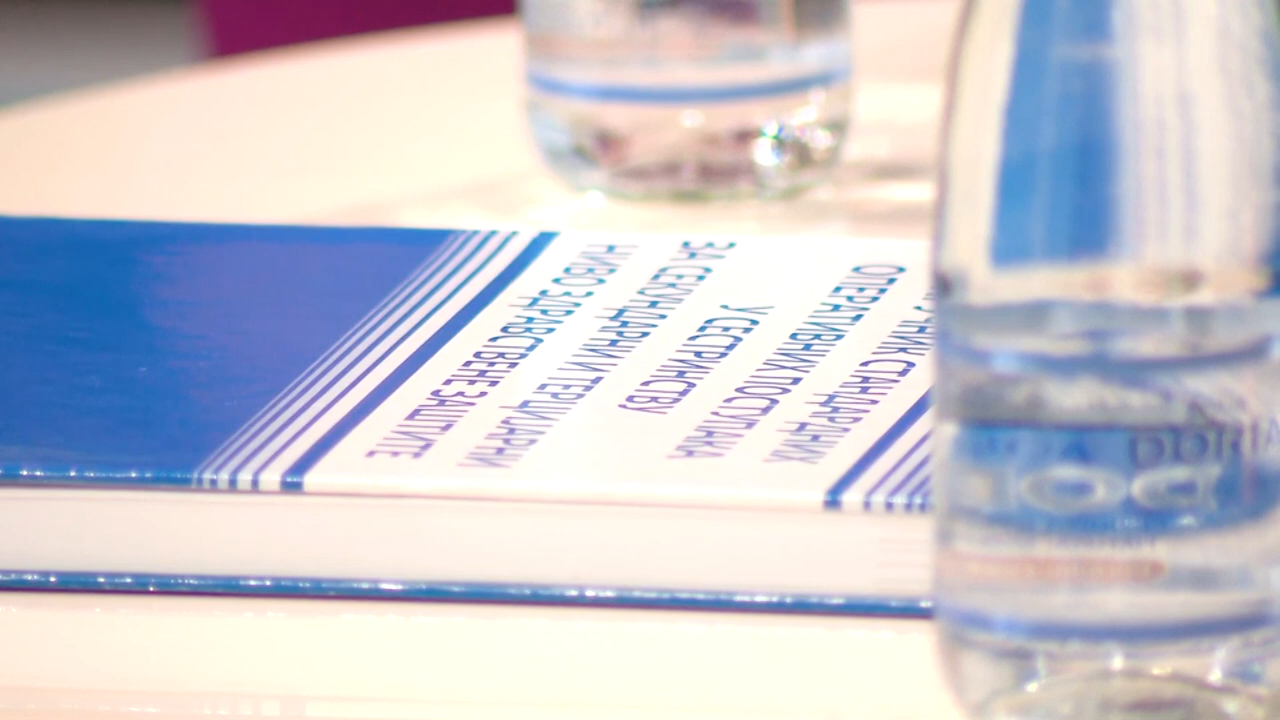 СТАНДАРДНИХ
ОПЕРАТИВНИХ ПОСТУПАКА
У СЕСТРИНСТВУ
ЗА СЕКУНДАРНИ И ТЕРЦИЈАРНИ
НИВО ЗДРАВСТВЕНЕ ЗАШТИТЕ